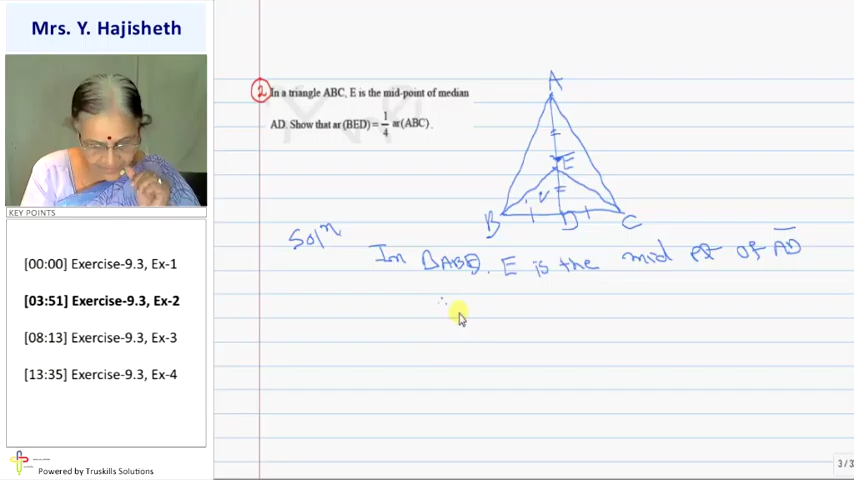 Mrs. Y. Hajisheth
KEY POINTS
[00:00] Exercise-9.3, Ex-1
[03:51] Exercise-9.3, Ex-2
[08:13] Exercise-9.3, Ex-3
[13:35] Exercise-9.3, Ex-4
Powered by Truskills Solutions
2 In a triangle ABC, E is the mid-point of median
AD. Show that ar (BED) = 1/4 ar (ABC).
A
E
B
D
C
Soln
In △ABD. E is the mid pt of AD
∴
3 / 3